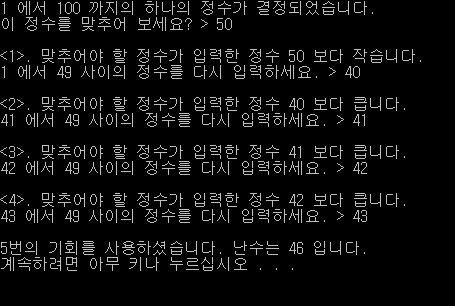 1 에서 100 까지의 하나의 정수가 결정되었습니다.
이 정수를 맞추어 보세요? > 50
<1>. 맞추어야 할 정수가 입력한 정수 50 보다 작습니다.
1 에서 49 사이의 정수를 다시 입력하세요. > 40
<2>. 맞추어야 할 정수가 입력한 정수 40 보다 큽니다.
41 에서 49 사이의 정수를 다시 입력하세요. > 41
<3>. 맞추어야 할 정수가 입력한 정수 41 보다 큽니다.
42 에서 49 사이의 정수를 다시 입력하세요. > 42
<4>. 맞추어야 할 정수가 입력한 정수 42 보다 큽니다.
43 에서 49 사이의 정수를 다시 입력하세요. > 43
5번의 기회를 사용하셨습니다. 난수는 46 입니다.
계속하려면 아무 키나 누르십시오 . . .